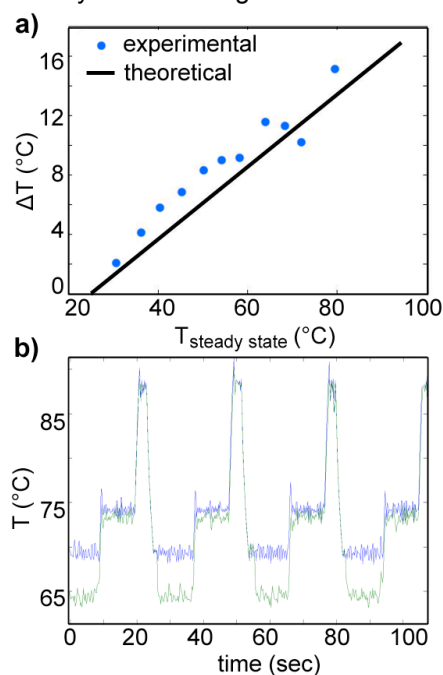 a)
experimental
theoretical
16
12
8
4
0
ΔT (°C)
20 40 60 80 100
Tsteady state (°C)
b)
85
75
65
T (°C)
0 20 40 60 80 100
time (sec)